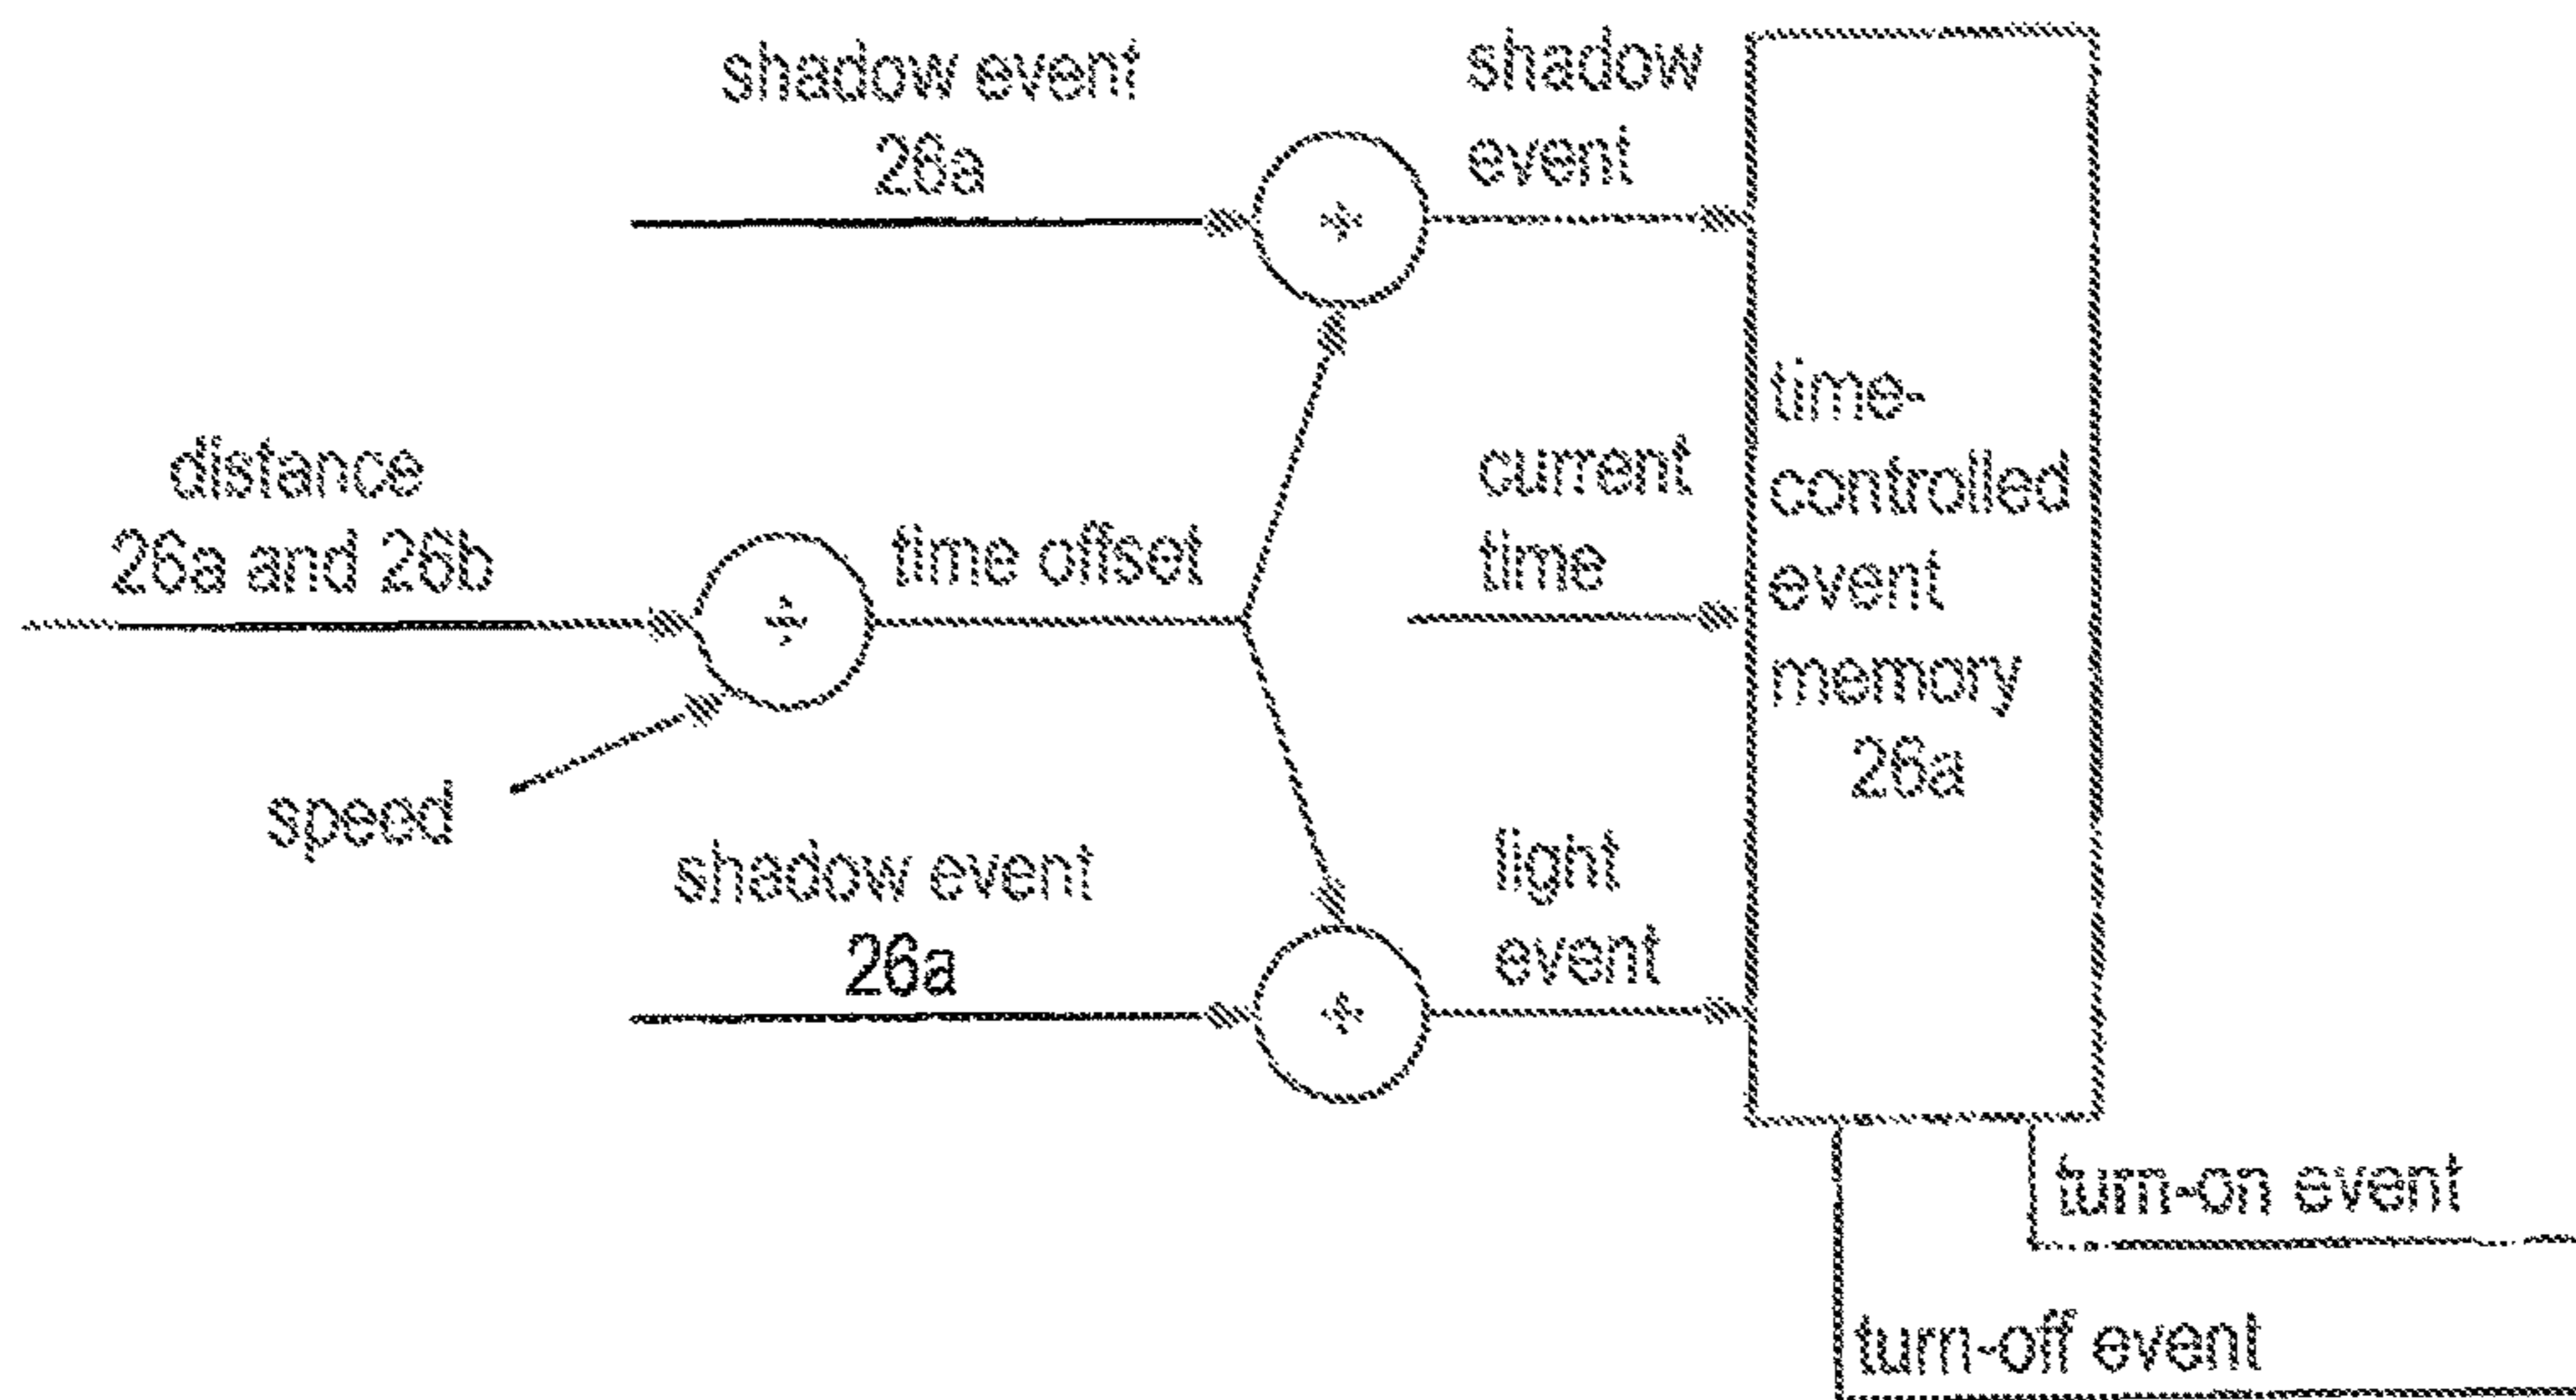 shadow event
26a
shadow
event
distance
26a and 26b
time offset
current
time
time-
controlled
event
memory
26a
speed
shadow event
26a
light
event
turn-on event
turn-off event